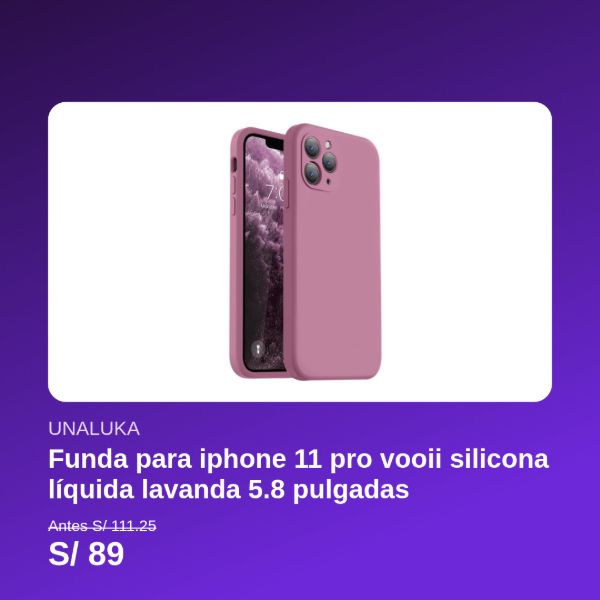 UNALUKA
Funda para iphone 11 pro vooii silicona
líquida lavanda 5.8 pulgadas
Antes S/ 111.25
S/ 89